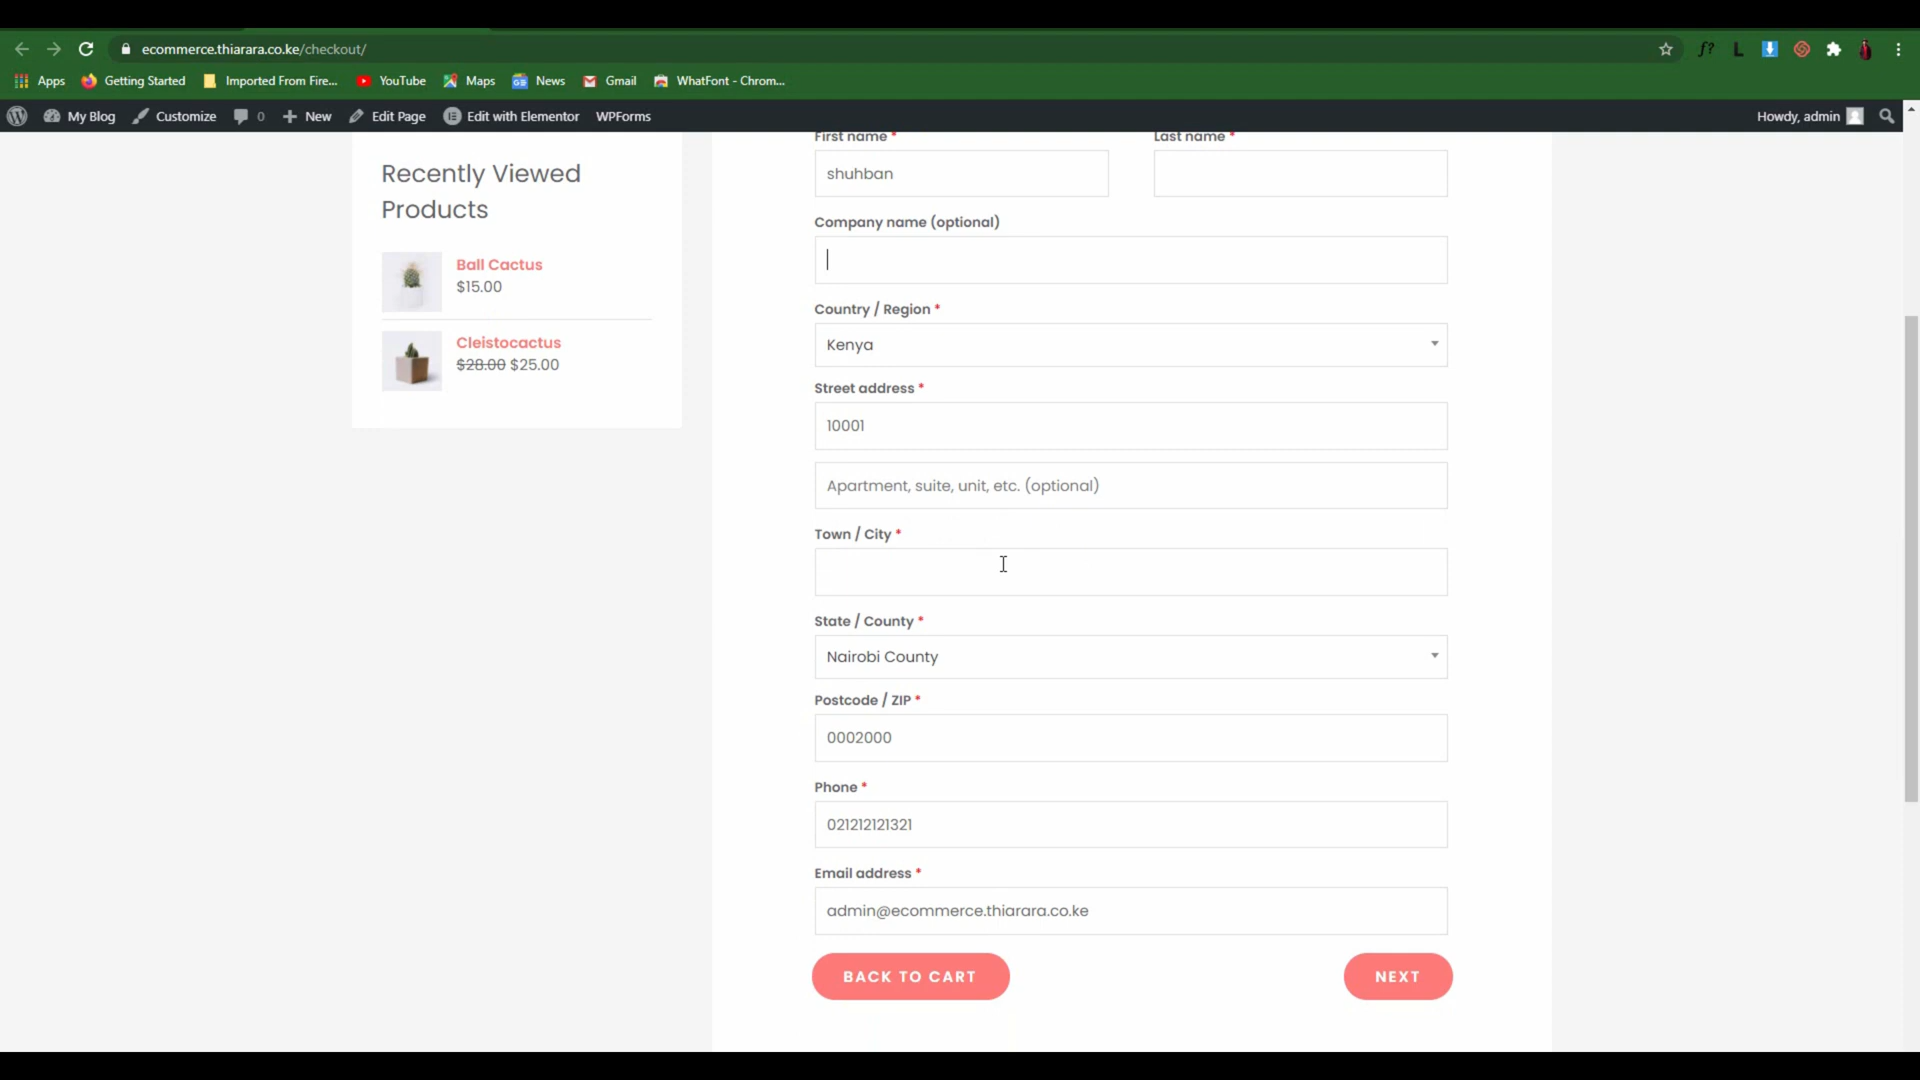 ecommerce.thiarara.co.ke/checkout/
f?
L
Apps
Getting Started
Imported From Fire...
YouTube
Maps
News
Gmail
WhatFont - Chrom...
My Blog
Customize
0
New
Edit Page
Edit with Elementor
WPForms
Howdy, admin
Recently Viewed
Products
Ball Cactus
$15.00
Cleistocactus
$28.00 $25.00
First name *
Last name *
shuhban
Company name (optional)
Country / Region *
Kenya
Street address *
10001
Apartment, suite, unit, etc. (optional)
Town / City *
State / County *
Nairobi County
Postcode / ZIP *
0002000
Phone *
021212121321
Email address *
admin@ecommerce.thiarara.co.ke
BACK TO CART
NEXT